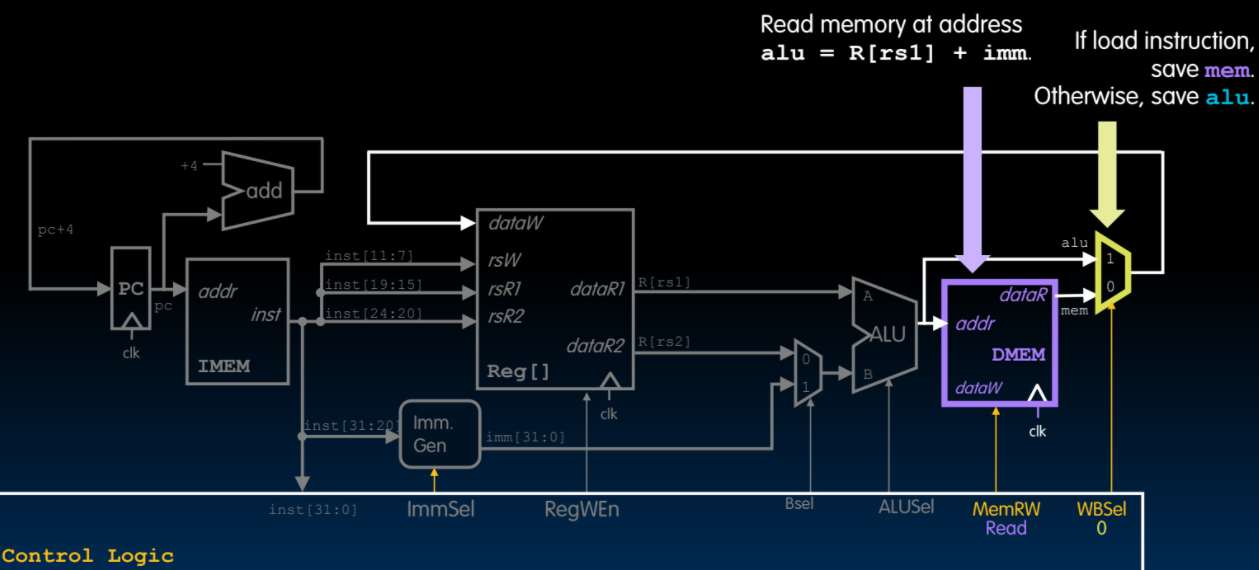 Read memory at address
alu = R[rs1] + imm.
If load instruction,
save mem.
Otherwise, save alu.
+4
add
pc+4
PC
pc
clk
addr
inst
IMEM
inst[11:7]
inst[19:15]
inst[24:20]
dataW
rsW
rsR1
rsR2
dataR1
dataR2
Reg[]
clk
R[rs1]
R[rs2]
inst[31:20]
Imm.
Gen
imm[31:0]
0
1
A
ALU
B
alu
1
0
mem
dataR
addr
DMEM
dataW
clk
inst[31:0]
ImmSel
RegWEn
Bsel
ALUSel
MemRW
Read
WBSel
0
Control Logic